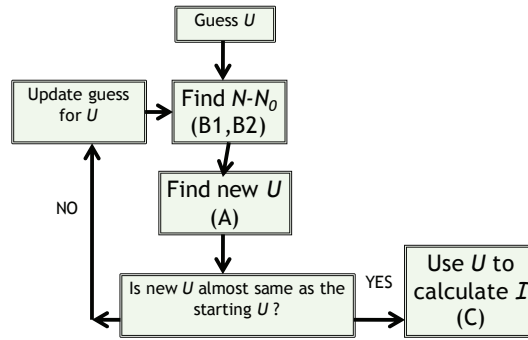 Guess U
Update guess
for U
Find N-N₀
(B1,B2)
Find new U
(A)
NO
Is new U almost same as the
starting U ?
YES
Use U to
calculate I
(C)